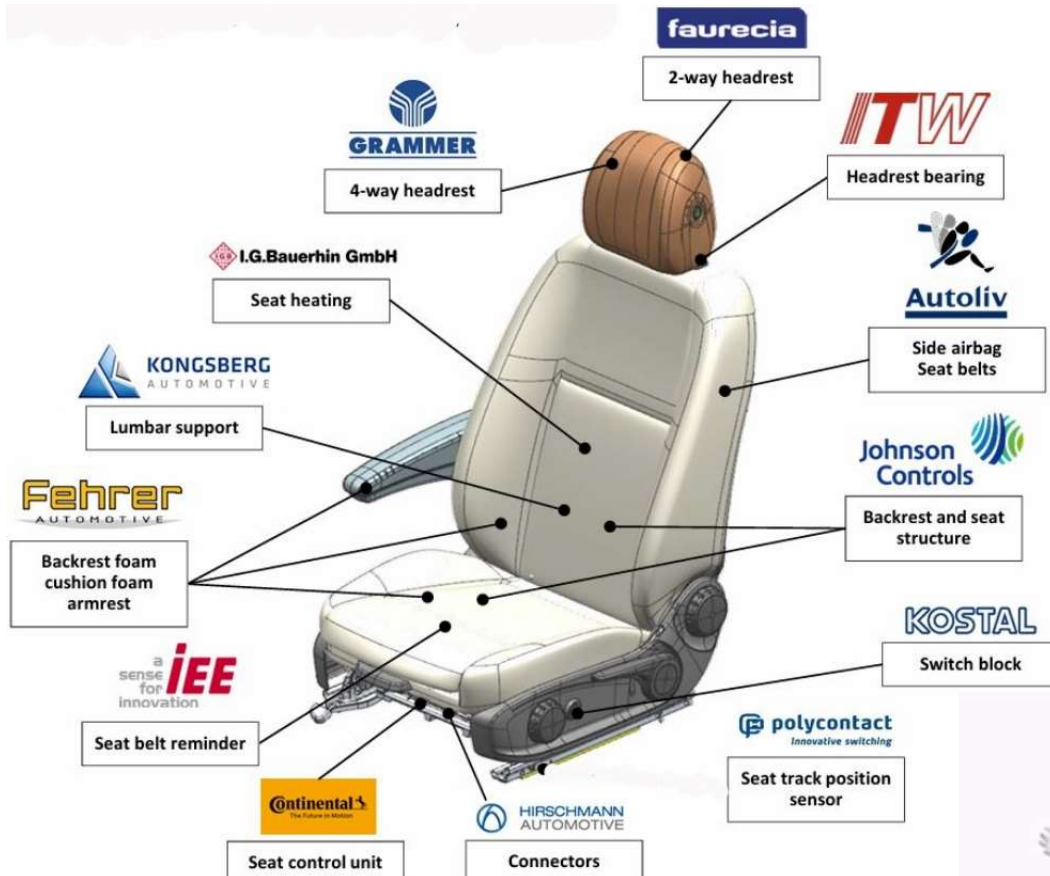 faurecia
2-way headrest
GRAMMER
4-way headrest
ITW
Headrest bearing
IGB
I.G.Bauerhin GmbH
Seat heating
Autoliv
Side airbag
Seat belts
KONGSBERG
AUTOMOTIVE
Lumbar support
Johnson
Controls
Backrest and seat
structure
Fehrer
AUTOMOTIVE
Backrest foam
cushion foam
armrest
KOSTAL
Switch block
a
sense
for
innovation
iee
Seat belt reminder
polycontact
Innovative switching
Seat track position
sensor
Continental
The Future in Motion
Seat control unit
HIRSCHMANN
AUTOMOTIVE
Connectors